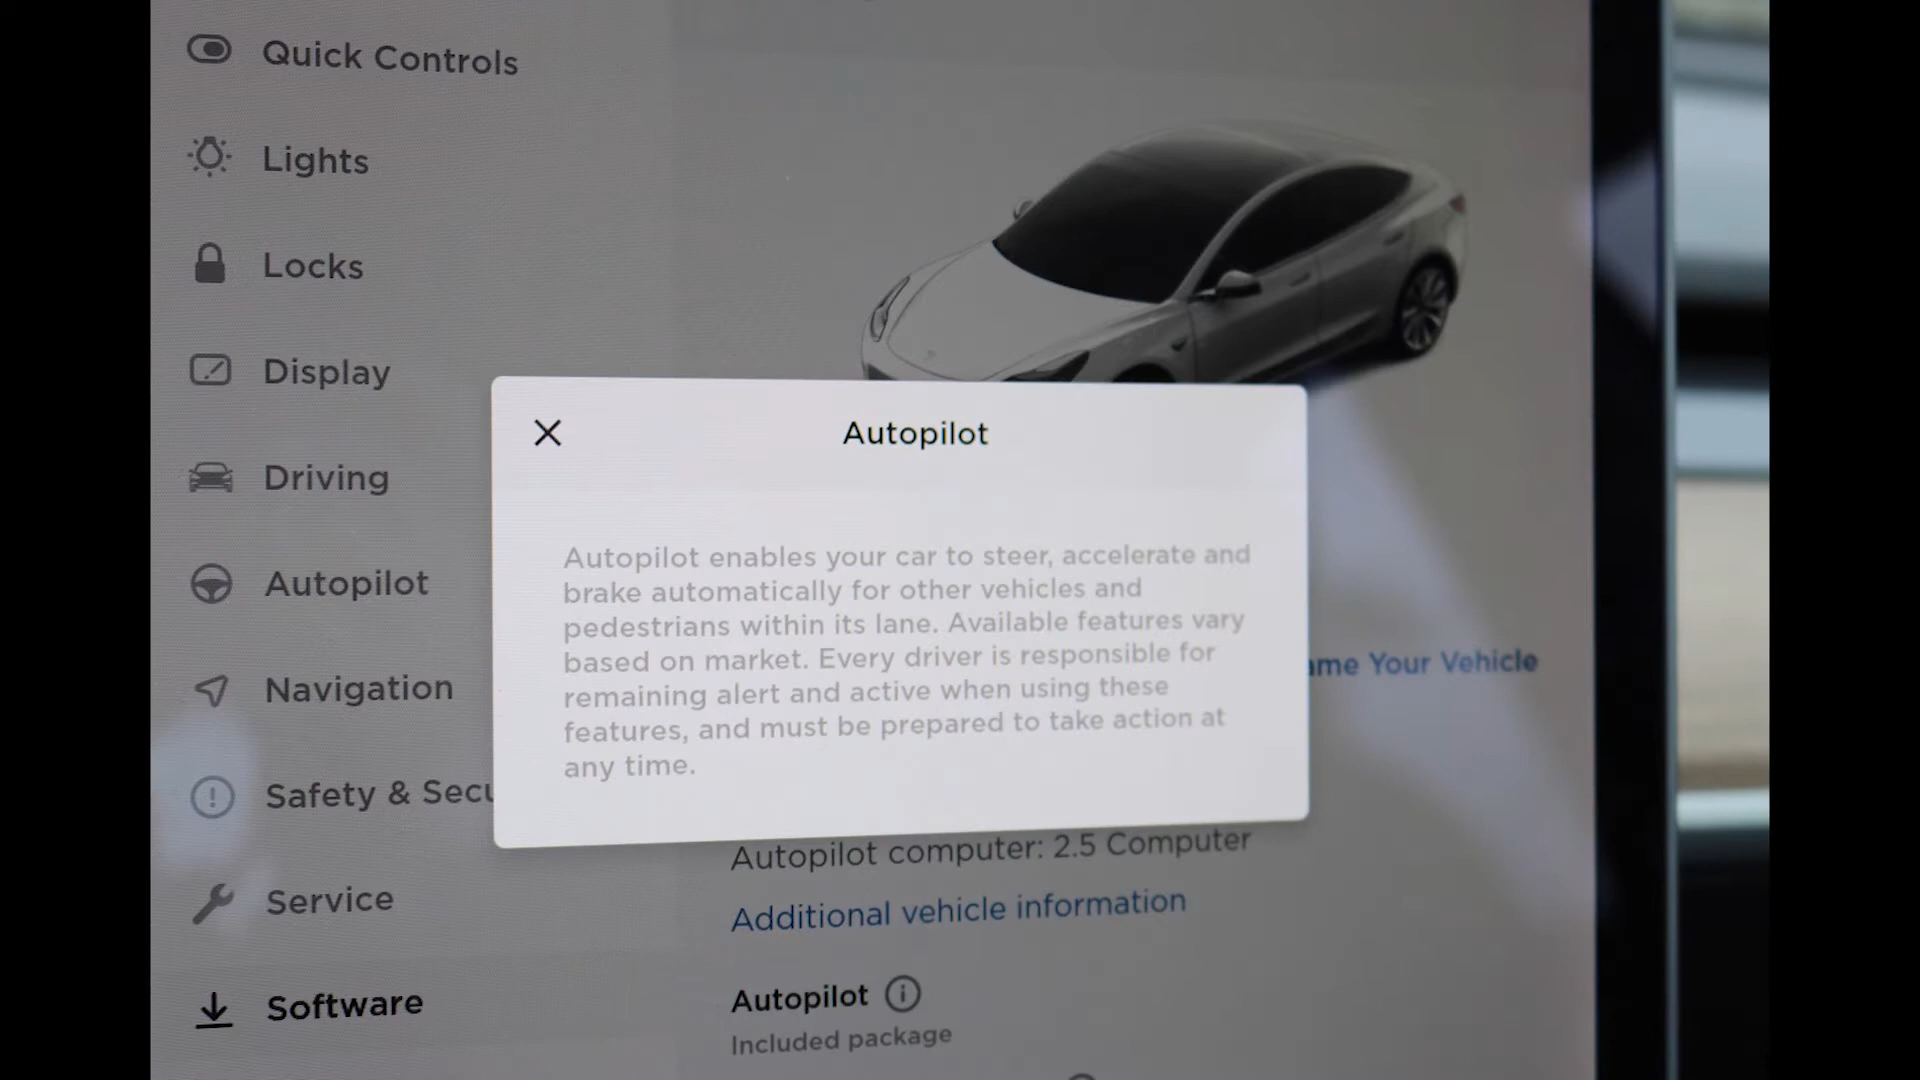 Quick Controls
Lights
Locks
Display
Driving
Autopilot
Navigation
Safety &
Service
Software
Autopilot
Autopilot enables your car to steer, accelerate and
brake automatically for other vehicles and
pedestrians within its lane. Available features vary
based on market. Every driver is responsible for
remaining alert and active when using these
features, and must be prepared to take action at
any time.
Your Vehicle
Autopilot computer: 2.5 Computer
Additional vehicle information
Autopilot
Included package